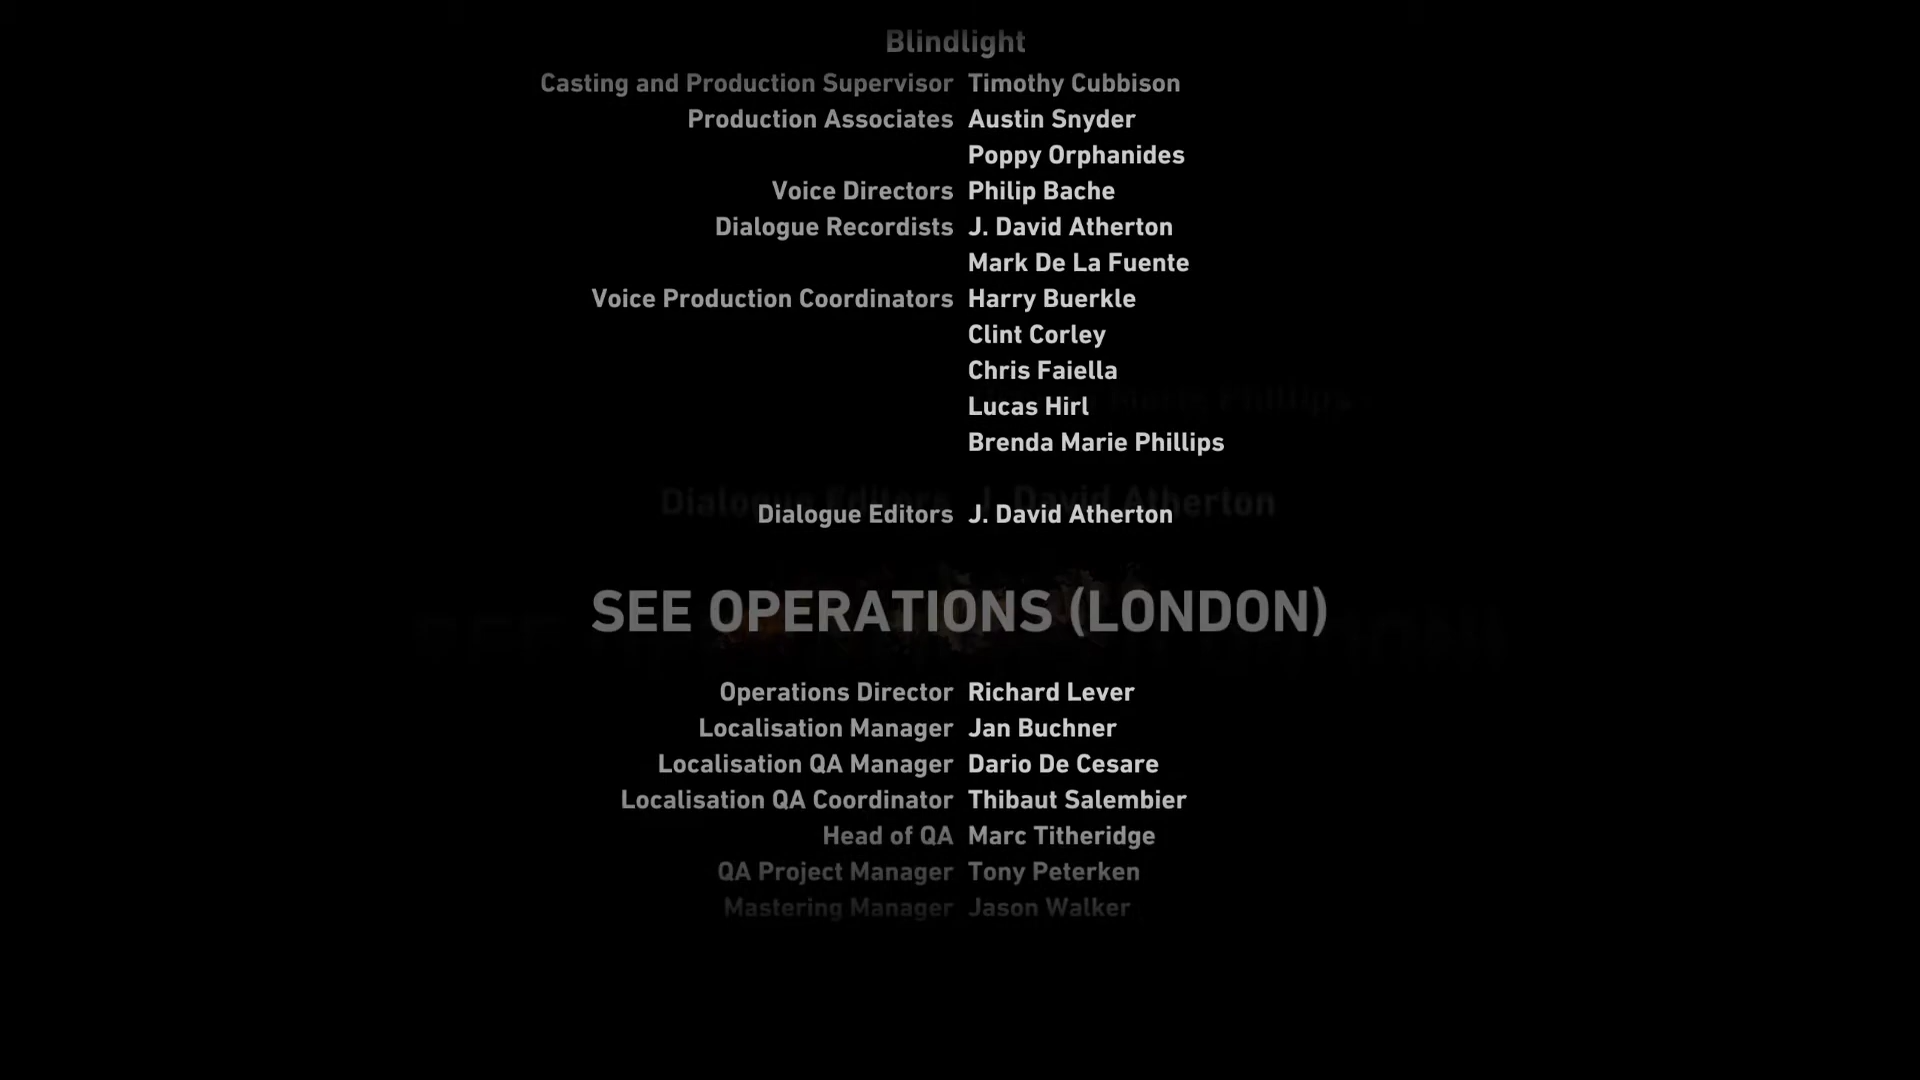 Blindlight
Casting and Production Supervisor Timothy Cubbison
Production Associates Austin Snyder
Poppy Orphanides
Voice Directors Philip Bache
Dialogue Recordists J. David Atherton
Mark De La Fuente
Voice Production Coordinators Harry Buerkle
Clint Corley
Chris Faiella
Lucas Hirl
Brenda Marie Phillips
Dialogue Editors J. David Atherton
SEE OPERATIONS (LONDON)
Operations Director Richard Lever
Localisation Manager Jan Buchner
Localisation QA Manager Dario De Cesare
Localisation QA Coordinator Thibaut Salembier
Head of QA Marc Titheridge
QA Project Manager Tony Peterken
Mastering Manager Jason Walker